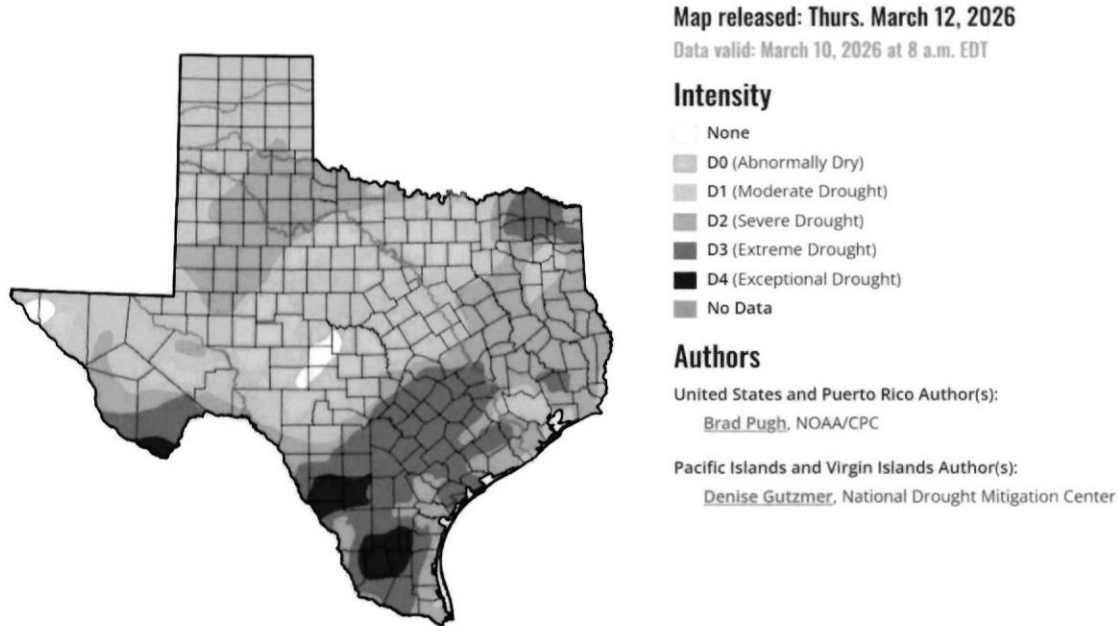 Map released: Thurs. March 12, 2026
Data valid: March 10, 2026 at 8 a.m. EDT
Intensity
None
D0 (Abnormally Dry)
D1 (Moderate Drought)
D2 (Severe Drought)
D3 (Extreme Drought)
D4 (Exceptional Drought)
No Data
Authors
United States and Puerto Rico Author(s):
Brad Pugh, NOAA/CPC
Pacific Islands and Virgin Islands Author(s):
Denise Gutzmer, National Drought Mitigation Center